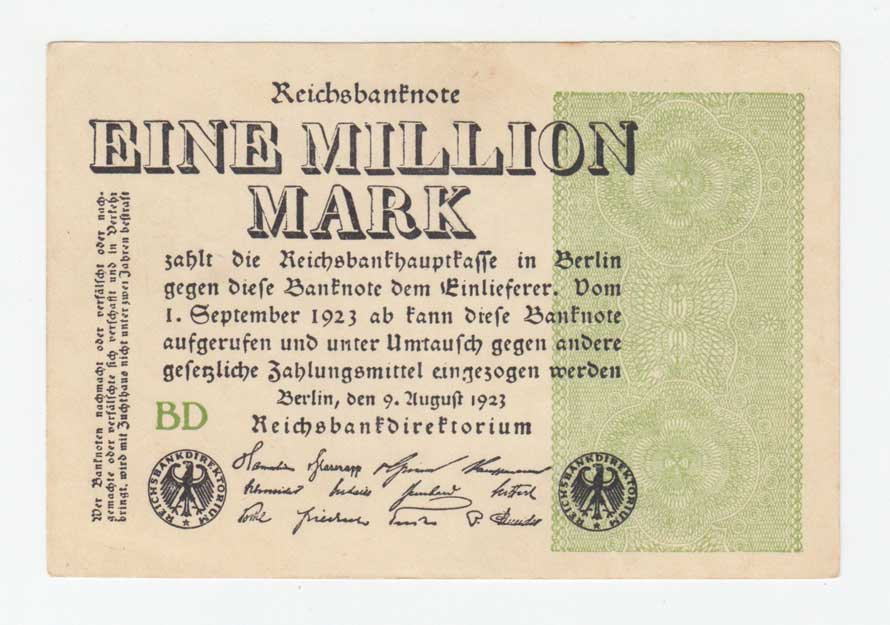 Reichsbanknote
EINE MILLION
MARK
zahlt die Reichsbankhauptkasse in Berlin
gegen diese Banknote dem Einlieferer. Vom
1. September 1923 ab kann diese Banknote
aufgerufen und unter Umtausch gegen andere
gesetzliche Zahlungsmittel eingezogen werden
Berlin, den 9. August 1923
Reichsbankdirektorium
BD
Wer Banknoten nachmacht oder verfälscht oder nach-
gemachte oder verfälschte sich verschafft und in Verkehr
bringt, wird mit Zuchthaus nicht unter zwei Jahren bestraft
REICHSBANKDIREKTORIUM
REICHSBANKDIREKTORIUM